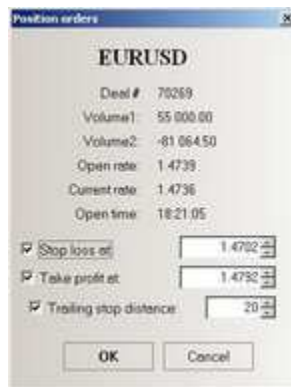 Position orders
EURUSD
Deal # 70269
Volume1: 55 000.00
Volume2: -81 064.50
Open rate: 1.4739
Current rate: 1.4736
Open time: 18:21:05
Stop loss at: 1.4702
Take profit at: 1.4792
Trailing stop distance: 20
OK Cancel